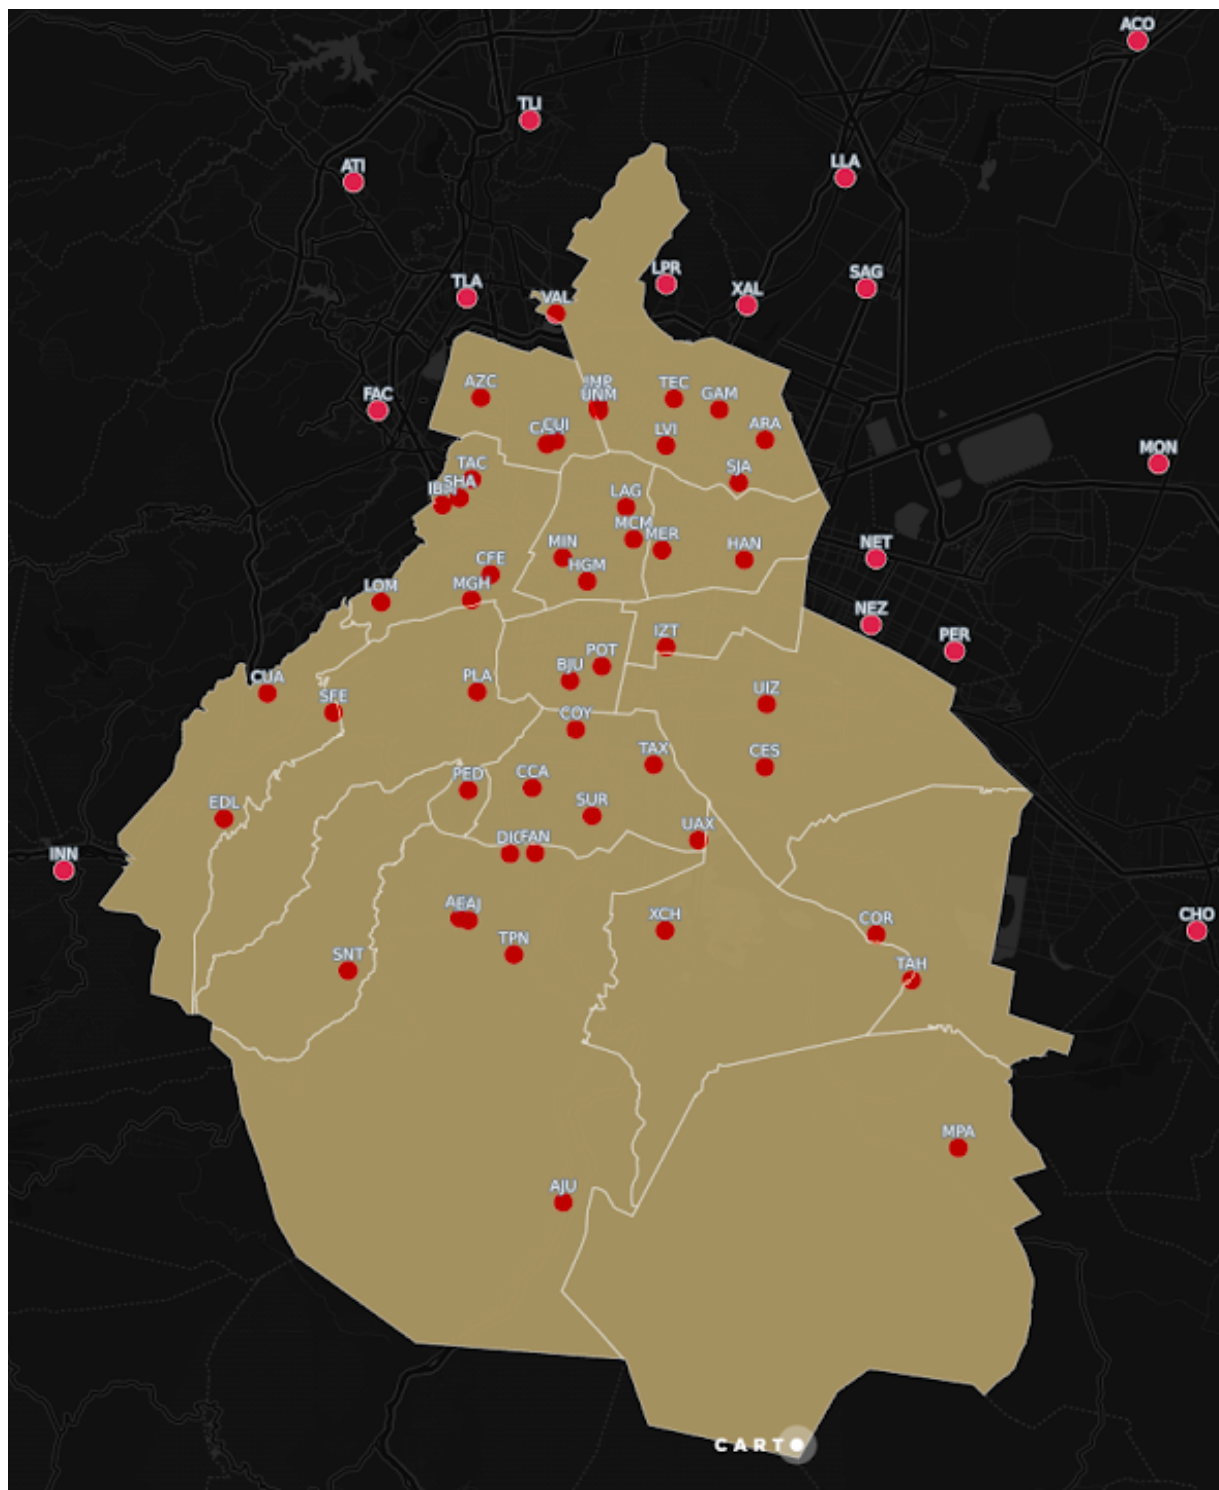 ACO
TLI
LLA
ATI
LPR
SAG
TLA
XAL
VAL
AZC
TEC
GAM
FAC
UNM
CUI
ARA
LVI
MON
TAC
SJA
SHA
LAG
MCM
MER
MIN
HAN
NET
CFE
HGM
LOM
MGH
NEZ
IZT
PER
POT
BJU
CUA
PLA
SFE
UIZ
COY
TAX
CES
PED
CCA
EDL
SUR
UAX
FAN
INN
EAJ
XCH
COR
CHO
TPN
SNT
TAH
MPA
AJU
CARTO